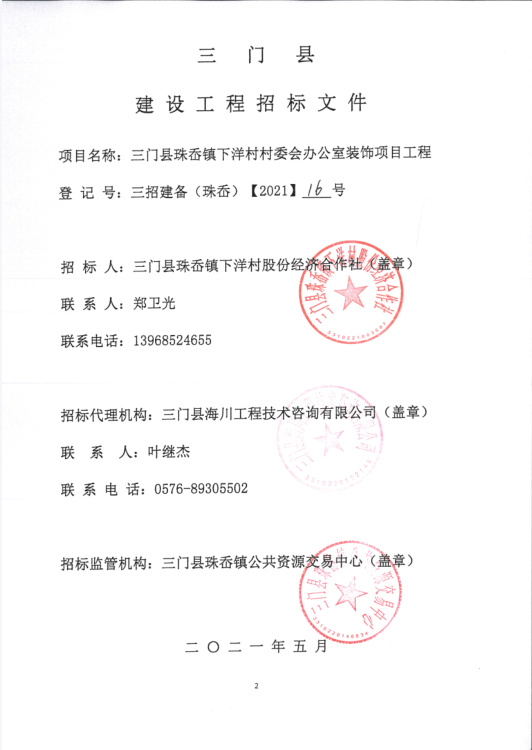 三 门 县
建 设 工 程 招 标 文 件
项目名称：三门县珠岙镇下洋村村委会办公室装饰项目工程
登 记 号：三招建备（珠岙）【2021】 16 号
招 标 人：三门县珠岙镇下洋村股份经济合作社（盖章）
联 系 人：郑卫光
联系电话：13968524655
招标代理机构：三门县海川工程技术咨询有限公司（盖章）
联 系 人：叶继杰
联 系 电 话：0576-89305502
招标监管机构：三门县珠岙镇公共资源交易中心（盖章）
二〇二一年五月
2